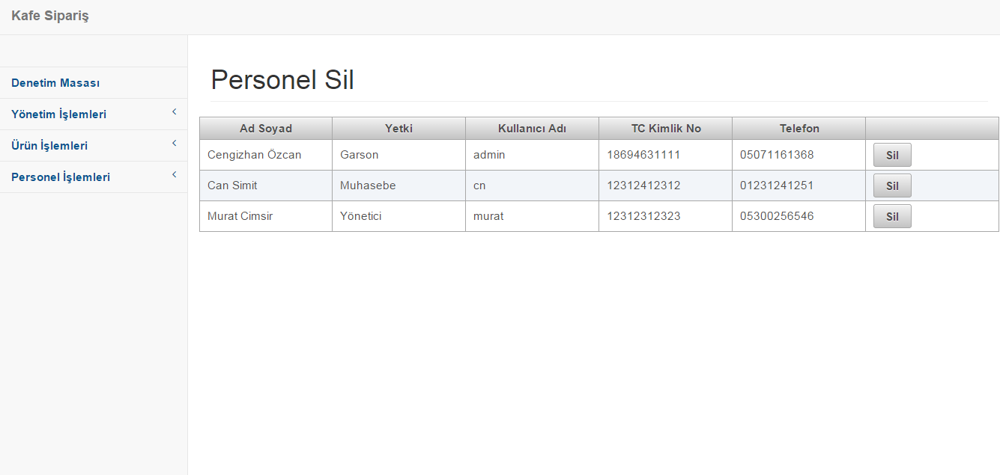 Kafe Sipariş
Denetim Masası
Yönetim İşlemleri
Ürün İşlemleri
Personel İşlemleri
Personel Sil
Ad Soyad Yetki Kullanıcı Adı TC Kimlik No Telefon
Cengizhan Özcan Garson admin 18694631111 05071161368 Sil
Can Simit Muhasebe cn 12312412312 01231241251 Sil
Murat Cimsir Yönetici murat 12312312323 05300256546 Sil